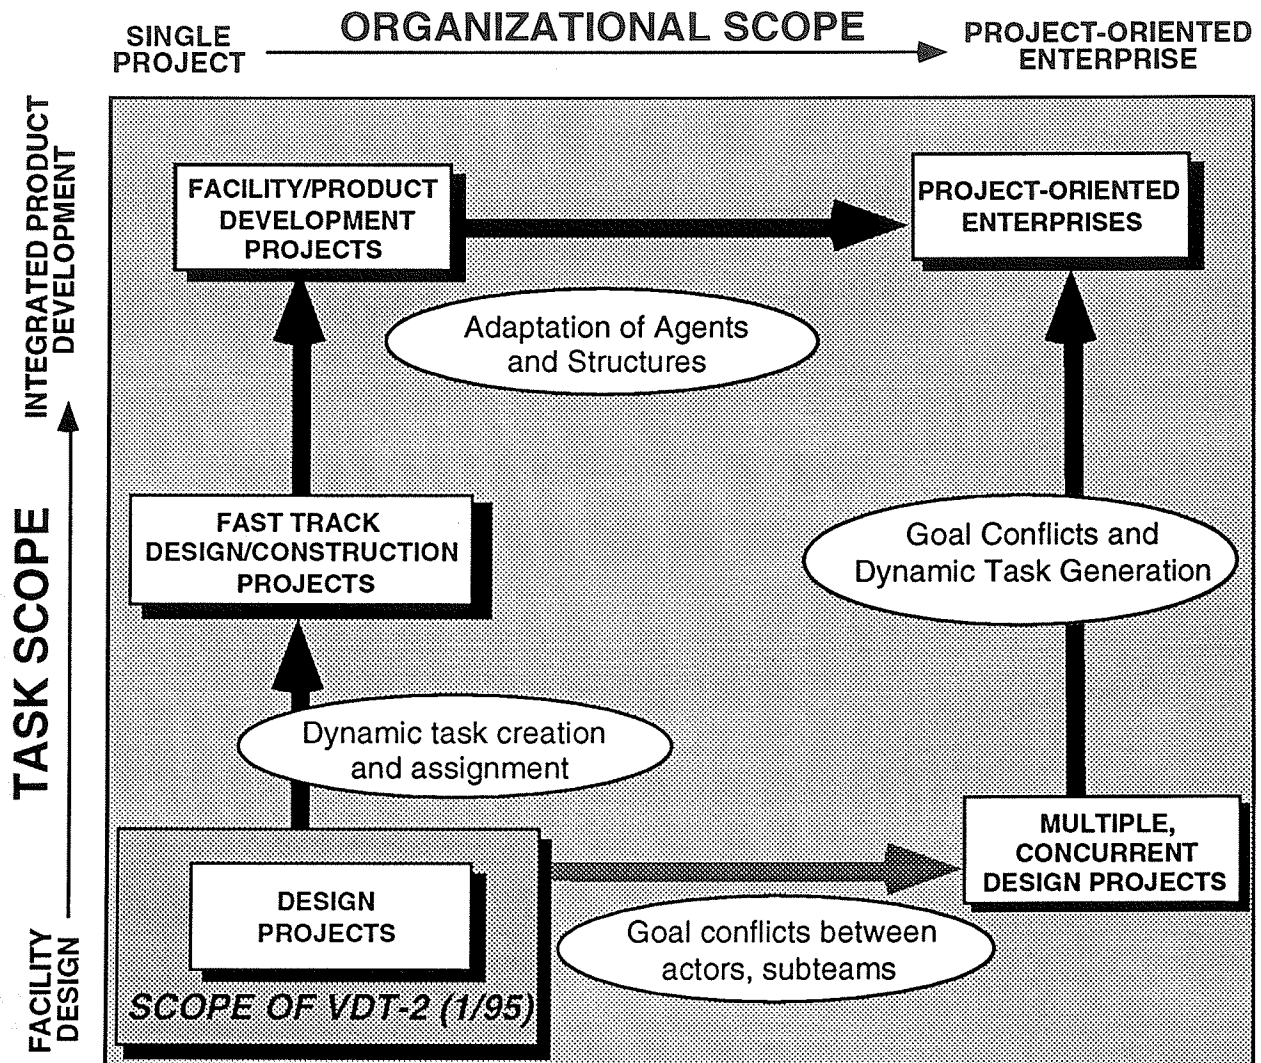 ORGANIZATIONAL SCOPE
SINGLE
PROJECT
PROJECT-ORIENTED
ENTERPRISE
INTEGRATED PRODUCT
DEVELOPMENT
TASK SCOPE
FACILITY
DESIGN
FACILITY/PRODUCT
DEVELOPMENT
PROJECTS
PROJECT-ORIENTED
ENTERPRISES
Adaptation of Agents
and Structures
FAST TRACK
DESIGN/CONSTRUCTION
PROJECTS
Goal Conflicts and
Dynamic Task Generation
Dynamic task creation
and assignment
MULTIPLE,
CONCURRENT
DESIGN PROJECTS
DESIGN
PROJECTS
Goal conflicts between
actors, subteams
SCOPE OF VDT-2 (1/95)